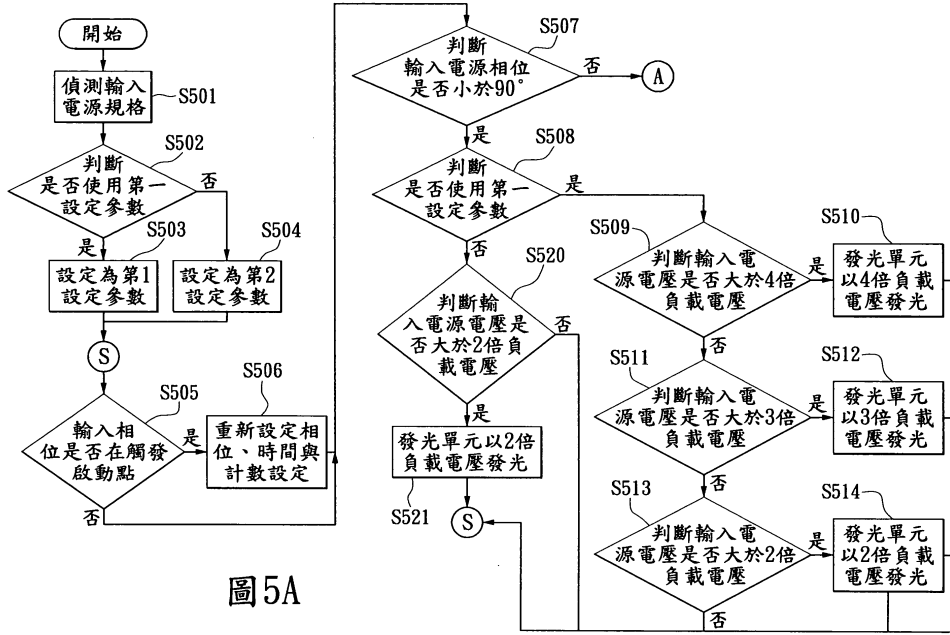 開始
偵測輸入
電源規格
S501
S502
判斷
是否使用第一
設定參數
否
是
S503
S504
設定為第1
設定參數
設定為第2
設定參數
S
S505
輸入相
位是否在觸發
啟動點
是
否
S506
重新設定相
位、時間與
計數設定
S507
判斷
輸入電源相位
是否小於90°
否
A
是
S508
判斷
是否使用第一
設定參數
是
否
S520
判斷輸
入電源電壓是
否大於2倍負
載電壓
否
是
發光單元以2倍
負載電壓發光
S521
S
S509
判斷輸入電
源電壓是否大於4倍
負載電壓
是
否
S510
發光單元
以4倍負載
電壓發光
S511
判斷輸入電
源電壓是否大於3倍
負載電壓
是
否
S512
發光單元
以3倍負載
電壓發光
S513
判斷輸入電
源電壓是否大於2倍
負載電壓
是
否
S514
發光單元
以2倍負載
電壓發光
圖5A